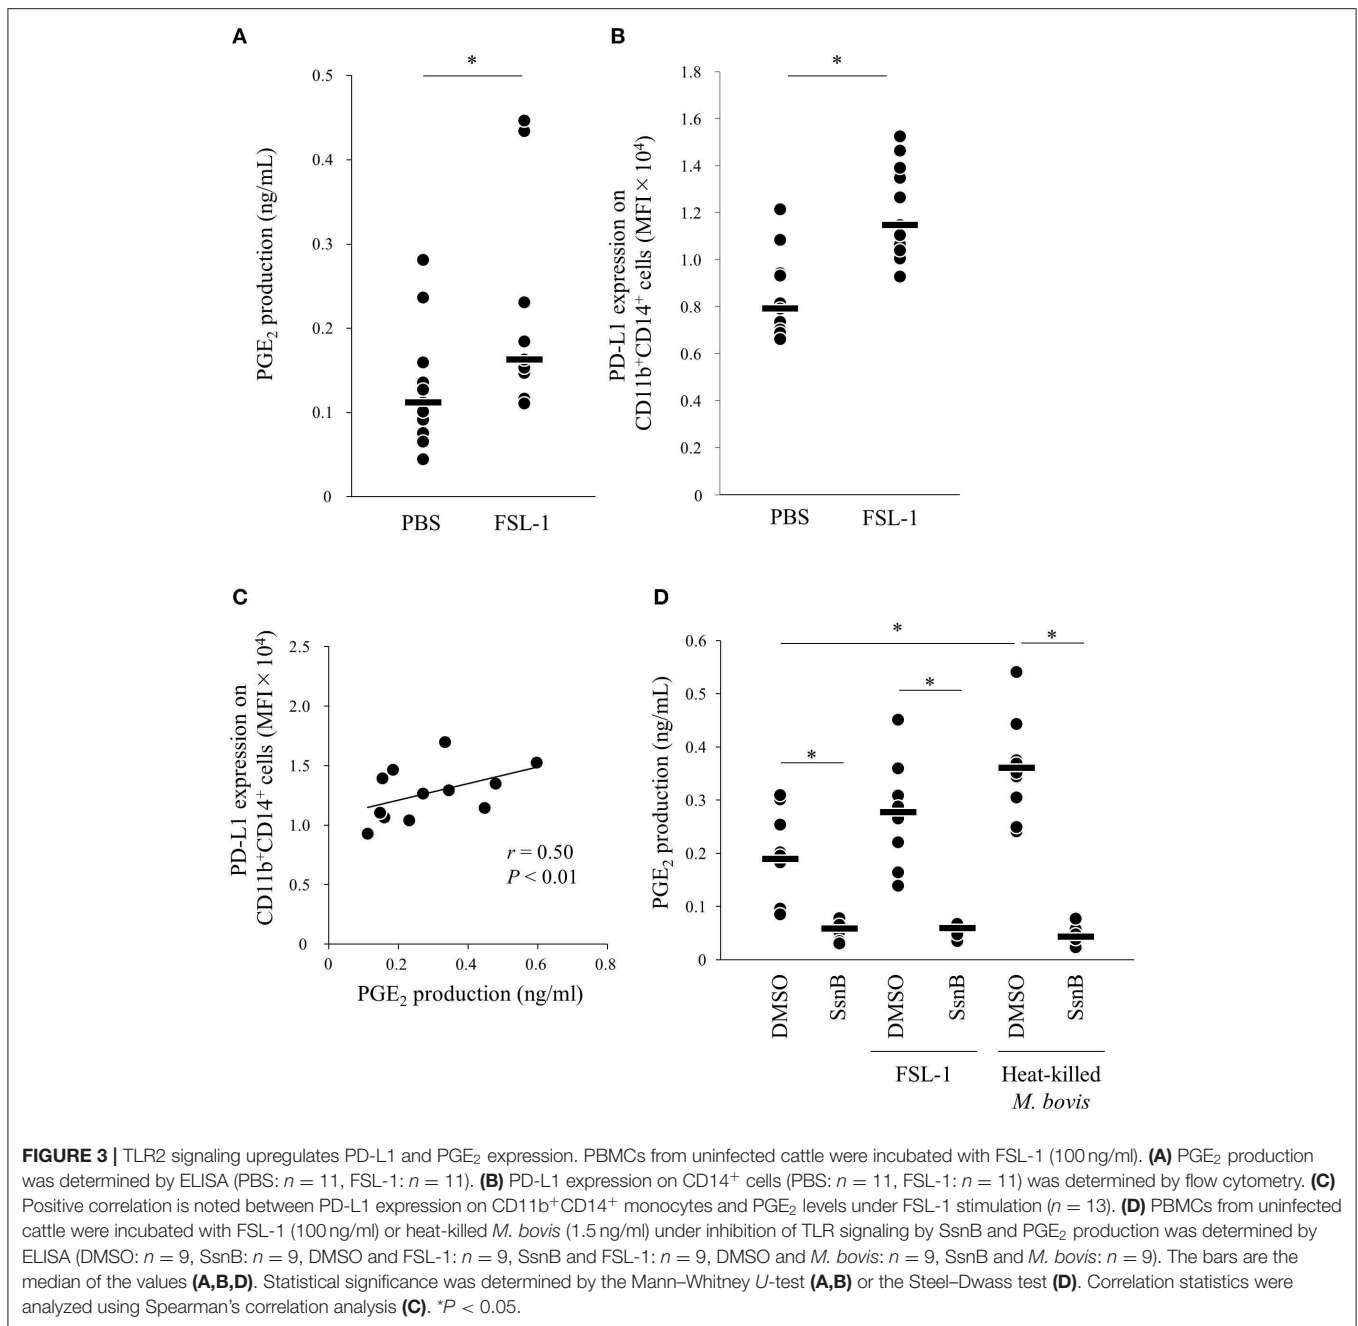 A
*
0.5
0.4
0.3
0.2
0.1
0
PGE₂ production (ng/mL)
PBS FSL-1
B
*
1.8
1.6
1.4
1.2
1.0
0.8
0.6
0.4
0.2
0
PD-L1 expression on
CD11b⁺CD14⁺ cells (MFI × 10⁴)
PBS FSL-1
C
2.5
2.0
1.5
1.0
0.5
0
PD-L1 expression on
CD11b⁺CD14⁺ cells (MFI × 10⁴)
r = 0.50
P < 0.01
0 0.2 0.4 0.6 0.8
PGE₂ production (ng/ml)
D
0.6
0.5
0.4
0.3
0.2
0.1
0
PGE₂ production (ng/mL)
* *
*
*
DMSO SsnB DMSO SsnB DMSO SsnB
FSL-1 Heat-killed
M. bovis
FIGURE 3 | TLR2 signaling upregulates PD-L1 and PGE₂ expression. PBMCs from uninfected cattle were incubated with FSL-1 (100 ng/ml). (A) PGE₂ production
was determined by ELISA (PBS: n = 11, FSL-1: n = 11). (B) PD-L1 expression on CD14⁺ cells (PBS: n = 11, FSL-1: n = 11) was determined by flow cytometry. (C)
Positive correlation is noted between PD-L1 expression on CD11b⁺CD14⁺ monocytes and PGE₂ levels under FSL-1 stimulation (n = 13). (D) PBMCs from uninfected
cattle were incubated with FSL-1 (100 ng/ml) or heat-killed M. bovis (1.5 ng/ml) under inhibition of TLR signaling by SsnB and PGE₂ production was determined by
ELISA (DMSO: n = 9, SsnB: n = 9, DMSO and FSL-1: n = 9, SsnB and FSL-1: n = 9, DMSO and M. bovis: n = 9, SsnB and M. bovis: n = 9). The bars are the
median of the values (A,B,D). Statistical significance was determined by the Mann–Whitney U-test (A,B) or the Steel–Dwass test (D). Correlation statistics were
analyzed using Spearman's correlation analysis (C). *P < 0.05.